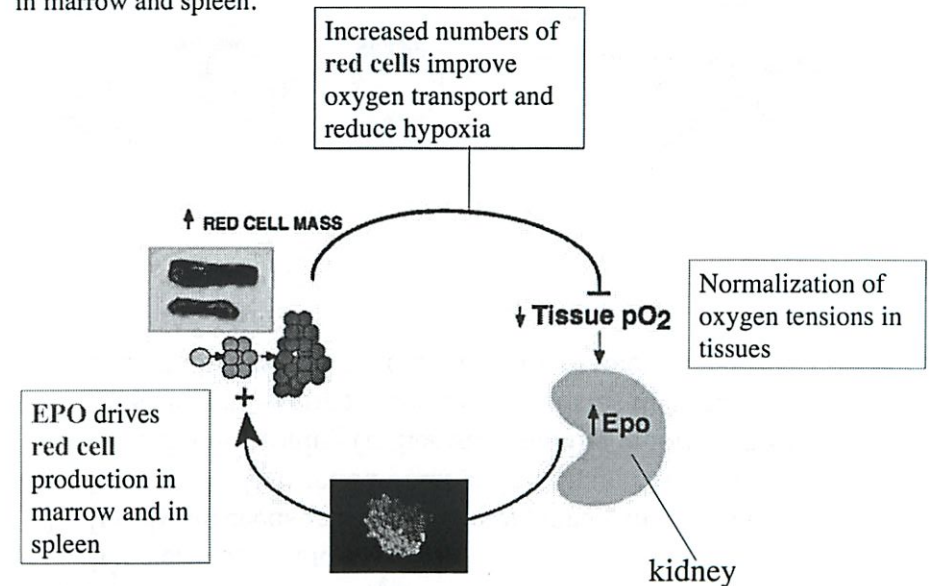 in marrow and spleen.
Increased numbers of
red cells improve
oxygen transport and
reduce hypoxia
↑ RED CELL MASS
Normalization of
oxygen tensions in
tissues
↓ Tissue pO2
↑Epo
+
EPO drives
red cell
production in
marrow and in
spleen
kidney